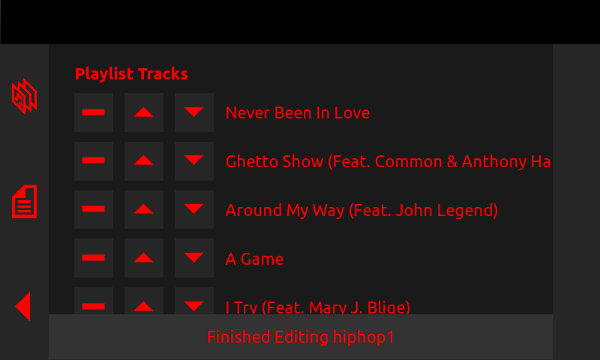 Playlist Tracks
Never Been In Love
Ghetto Show (Feat. Common & Anthony Ha
Around My Way (Feat. John Legend)
A Game
I Try (Feat. Mary J. Blige)
Finished Editing hiphop1